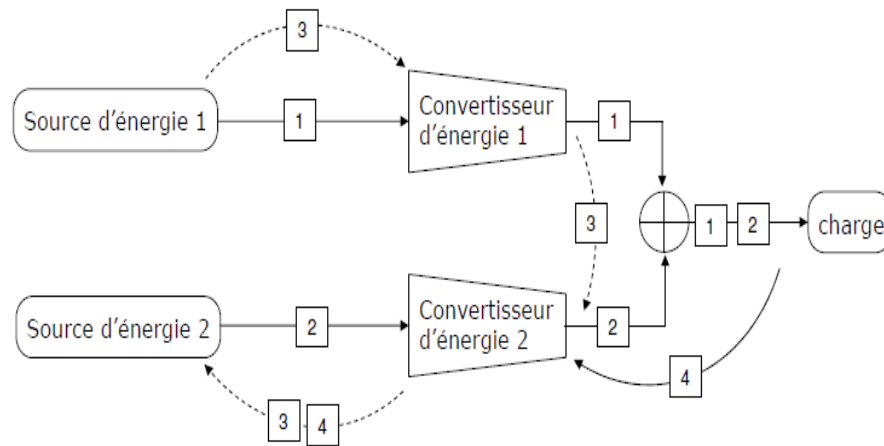 3
Source d'énergie 1
1
Convertisseur
d'énergie 1
1
3
1
2
charge
Source d'énergie 2
2
Convertisseur
d'énergie 2
2
4
3
4